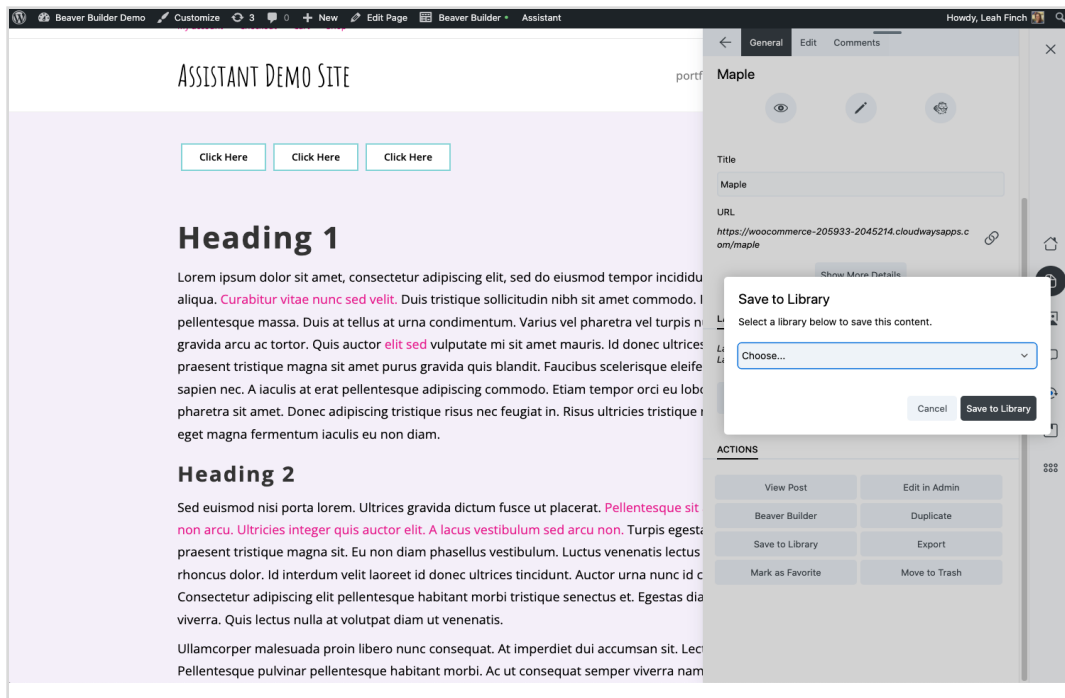 Beaver Builder Demo Customize 3 0 New Edit Page Beaver Builder Assistant Howdy, Leah Finch
ASSISTANT DEMO SITE
portf
Click Here Click Here Click Here
Heading 1
Lorem ipsum dolor sit amet, consectetur adipiscing elit, sed do eiusmod tempor incididu
aliqua. Curabitur vitae nunc sed velit. Duis tristique sollicitudin nibh sit amet commodo.
pellentesque massa. Duis at tellus at urna condimentum. Varius vel pharetra vel turpis n
gravida arcu ac tortor. Quis auctor elit sed vulputate mi sit amet mauris. Id donec ultrices
praesent tristique magna sit amet purus gravida quis blandit. Faucibus scelerisque eleife
sapien nec. A iaculis at erat pellentesque adipiscing commodo. Etiam tempor orci eu lob
pharetra sit amet. Donec adipiscing tristique risus nec feugiat in. Risus ultricies tristique
eget magna fermentum iaculis eu non diam.
Heading 2
Sed euismod nisi porta lorem. Ultrices gravida dictum fusce ut placerat. Pellentesque sit
non arcu. Ultricies integer quis auctor elit. A lacus vestibulum sed arcu non. Turpis egesta
praesent tristique magna sit. Eu non diam phasellus vestibulum. Luctus venenatis lectus
rhoncus dolor. Id interdum velit laoreet id donec ultrices tincidunt. Auctor urna nunc id c
Consectetur adipiscing elit pellentesque habitant morbi tristique senectus et. Egestas dia
viverra. Quis lectus nulla at volutpat diam ut venenatis.
Ullamcorper malesuada proin libero nunc consequat. At imperdiet dui accumsan sit. Lect
Pellentesque pulvinar pellentesque habitant morbi. Ac ut consequat semper viverra nam
General Edit Comments
Maple
Title
Maple
URL
https://woocommerce-205933-2045214.cloudwaysapps.c
om/maple
Show More Details
Save to Library
Select a library below to save this content.
Choose...
Cancel Save to Library
ACTIONS
View Post Edit in Admin
Beaver Builder Duplicate
Save to Library Export
Mark as Favorite Move to Trash